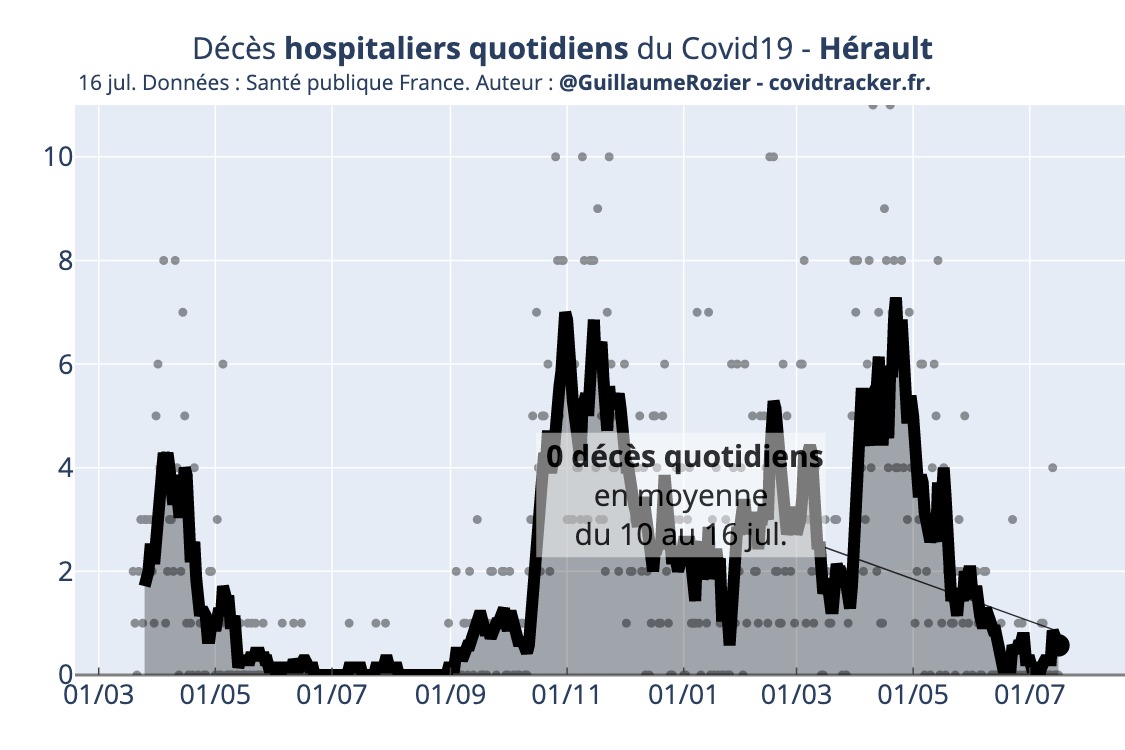 Décès hospitaliers quotidiens du Covid19 - Hérault
16 jul. Données : Santé publique France. Auteur : @GuillaumeRozier - covidtracker.fr.
10
8
6
4
2
0
0 décès quotidiens
en moyenne
du 10 au 16 jul.
01/03 01/05 01/07 01/09 01/11 01/01 01/03 01/05 01/07